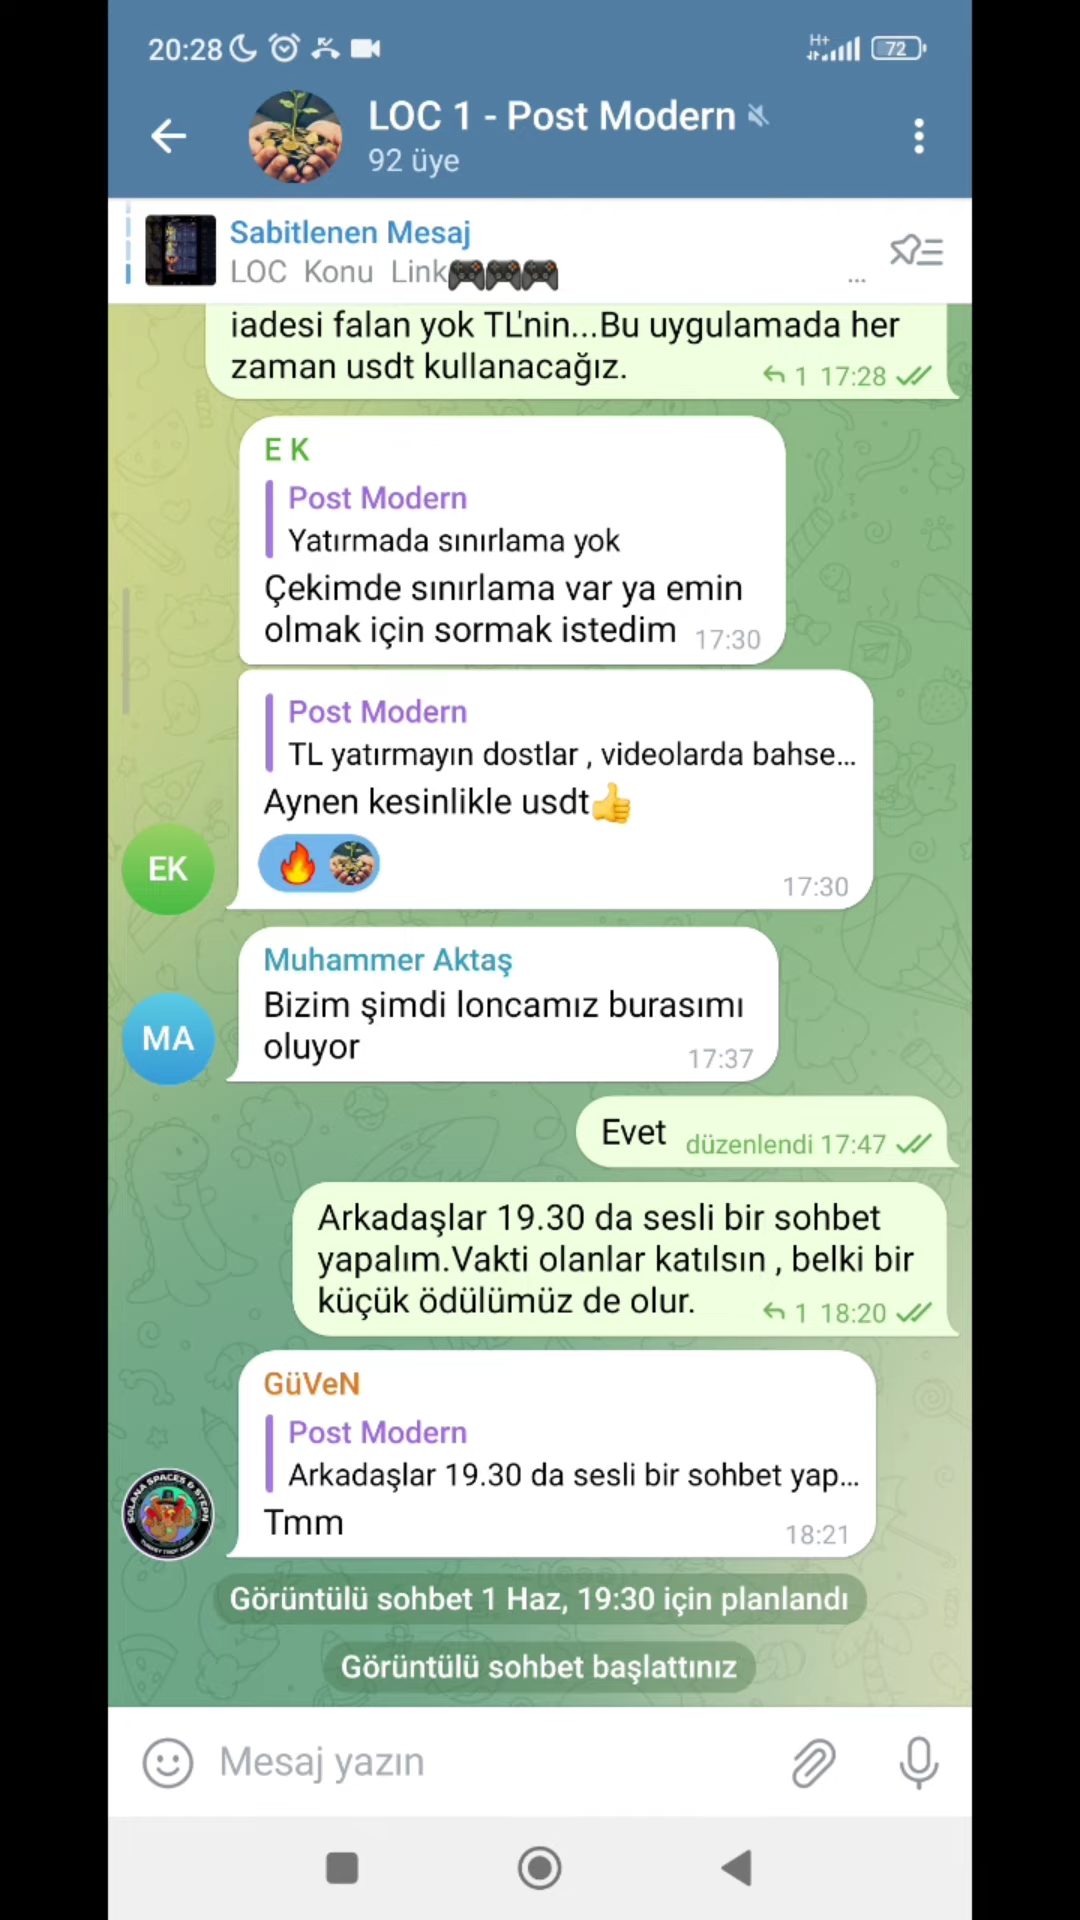 20:28
H+
72
LOC 1 - Post Modern
92 üye
Sabitlenen Mesaj
LOC Konu Link🎮🎮🎮 ...
iadesi falan yok TL'nin...Bu uygulamada her
zaman usdt kullanacağız.
1 17:28
E K
Post Modern
Yatırmada sınırlama yok
Çekimde sınırlama var ya emin
olmak için sormak istedim 17:30
Post Modern
TL yatırmayın dostlar , videolarda bahse...
Aynen kesinlikle usdt👍
🔥
17:30
EK
Muhammer Aktaş
Bizim şimdi loncamız burasımı
oluyor
17:37
MA
Evet düzenlendi 17:47
Arkadaşlar 19.30 da sesli bir sohbet
yapalım.Vakti olanlar katılsın , belki bir
küçük ödülümüz de olur. 1 18:20
GüVeN
Post Modern
Arkadaşlar 19.30 da sesli bir sohbet yap...
Tmm
18:21
SOLANA SPACES & STEPN
Görüntülü sohbet 1 Haz, 19:30 için planlandı
Görüntülü sohbet başlattınız
Mesaj yazın